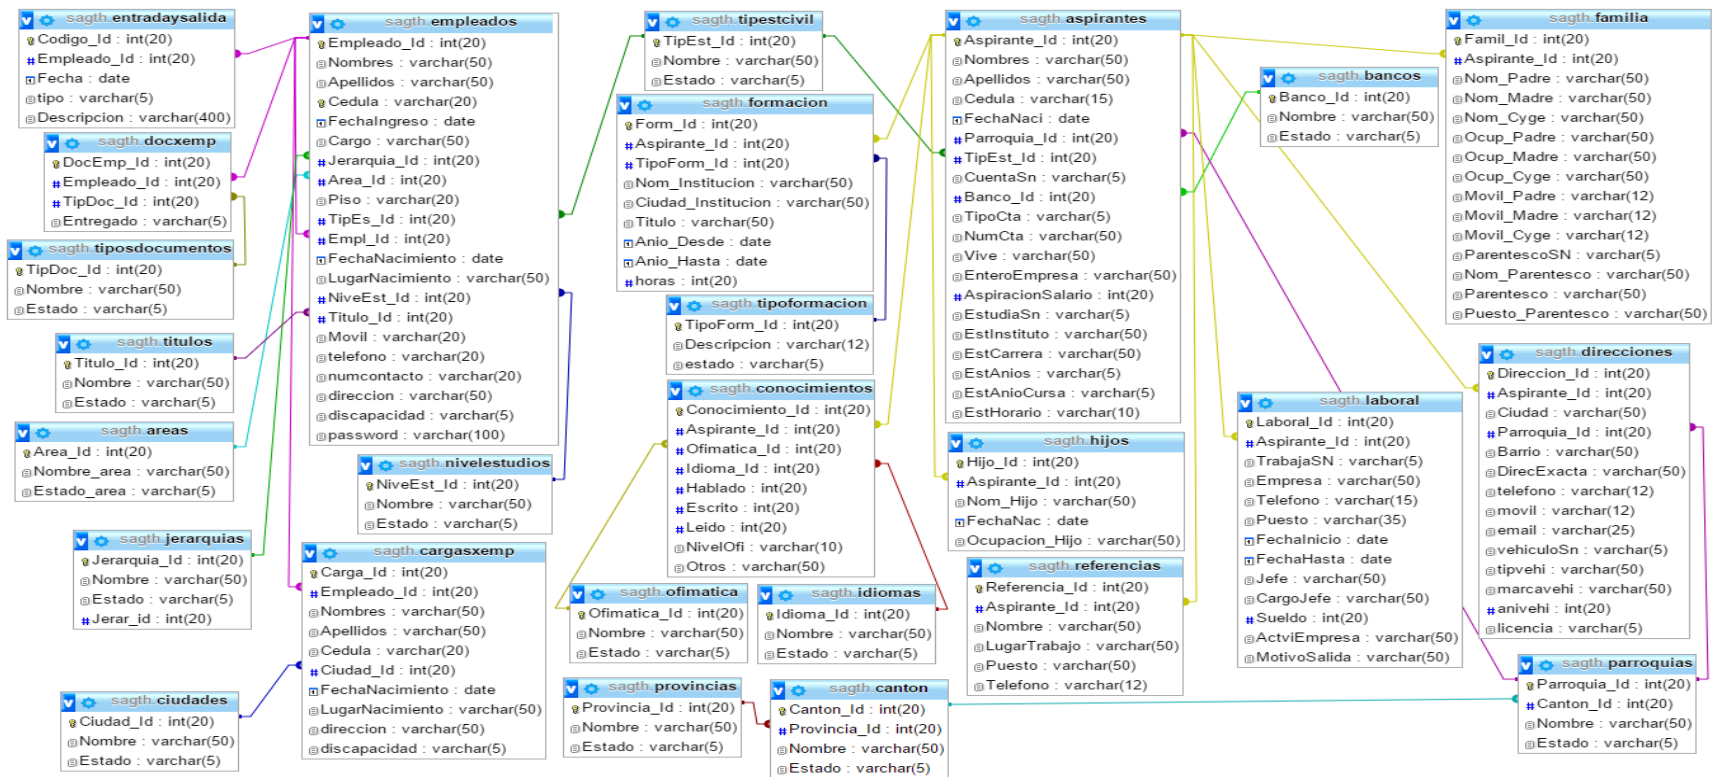 sagth.entradaysalida
Codigo_Id : int(20)
Empleado_Id : int(20)
Fecha : date
tipo : varchar(5)
Descripcion : varchar(400)
sagth.docxemp
DocEmp_Id : int(20)
Empleado_Id : int(20)
TipDoc_Id : int(20)
Entregado : varchar(5)
sagth.tiposdocumentos
TipDoc_Id : int(20)
Nombre : varchar(50)
Estado : varchar(5)
sagth.titulos
Titulo_Id : int(20)
Nombre : varchar(50)
Estado : varchar(5)
sagth.areas
Area_Id : int(20)
Nombre_area : varchar(50)
Estado_area : varchar(5)
sagth.jerarquias
Jerarquia_Id : int(20)
Nombre : varchar(50)
Estado : varchar(5)
Jerar_id : int(20)
sagth.ciudades
Ciudad_Id : int(20)
Nombre : varchar(50)
Estado : varchar(5)
sagth.empleados
Empleado_Id : int(20)
Nombres : varchar(50)
Apellidos : varchar(50)
Cedula : varchar(20)
FechaIngreso : date
Cargo : varchar(50)
Jerarquia_Id : int(20)
Area_Id : int(20)
Piso : varchar(20)
TipEs_Id : int(20)
Empl_Id : int(20)
FechaNacimiento : date
LugarNacimiento : varchar(50)
NiveEst_Id : int(20)
Titulo_Id : int(20)
Movil : varchar(20)
telefono : varchar(20)
numcontacto : varchar(20)
direccion : varchar(50)
discapacidad : varchar(5)
password : varchar(100)
sagth.nivelestudios
NiveEst_Id : int(20)
Nombre : varchar(50)
Estado : varchar(5)
sagth.cargasxemp
Carga_Id : int(20)
Empleado_Id : int(20)
Nombres : varchar(50)
Apellidos : varchar(50)
Cedula : varchar(20)
Ciudad_Id : int(20)
FechaNacimiento : date
LugarNacimiento : varchar(50)
direccion : varchar(50)
discapacidad : varchar(5)
sagth.tipestcivil
TipEst_Id : int(20)
Nombre : varchar(50)
Estado : varchar(5)
sagth.formacion
Form_Id : int(20)
Aspirante_Id : int(20)
TipoForm_Id : int(20)
Nom_Institucion : varchar(50)
Ciudad_Institucion : varchar(50)
Titulo : varchar(50)
Anio_Desde : date
Anio_Hasta : date
horas : int(20)
sagth.tipoformacion
TipoForm_Id : int(20)
Descripcion : varchar(12)
estado : varchar(5)
sagth.conocimientos
Conocimiento_Id : int(20)
Aspirante_Id : int(20)
Ofimatica_Id : int(20)
Idioma_Id : int(20)
Hablado : int(20)
Escrito : int(20)
Leido : int(20)
NivelOfi : varchar(10)
Otros : varchar(50)
sagth.ofimatica
Ofimatica_Id : int(20)
Nombre : varchar(50)
Estado : varchar(5)
sagth.idiomas
Idioma_Id : int(20)
Nombre : varchar(50)
Estado : varchar(5)
sagth.provincias
Provincia_Id : int(20)
Nombre : varchar(50)
Estado : varchar(5)
sagth.canton
Canton_Id : int(20)
Provincia_Id : int(20)
Nombre : varchar(50)
Estado : varchar(5)
sagth.aspirantes
Aspirante_Id : int(20)
Nombres : varchar(50)
Apellidos : varchar(50)
Cedula : varchar(15)
FechaNaci : date
Parroquia_Id : int(20)
TipEst_Id : int(20)
CuentaSn : varchar(5)
Banco_Id : int(20)
TipoCta : varchar(5)
NumCta : varchar(50)
Vive : varchar(50)
EnteroEmpresa : varchar(50)
AspiracionSalario : int(20)
EstudiaSn : varchar(5)
EstInstituto : varchar(50)
EstCarrera : varchar(50)
EstAnios : varchar(5)
EstAnioCursa : varchar(5)
EstHorario : varchar(10)
sagth.hijos
Hijo_Id : int(20)
Aspirante_Id : int(20)
Nom_Hijo : varchar(50)
FechaNac : date
Ocupacion_Hijo : varchar(50)
sagth.referencias
Referencia_Id : int(20)
Aspirante_Id : int(20)
Nombre : varchar(50)
LugarTrabajo : varchar(50)
Puesto : varchar(50)
Telefono : varchar(12)
sagth.bancos
Banco_Id : int(20)
Nombre : varchar(50)
Estado : varchar(5)
sagth.laboral
Laboral_Id : int(20)
Aspirante_Id : int(20)
TrabajaSN : varchar(5)
Empresa : varchar(50)
Telefono : varchar(15)
Puesto : varchar(35)
FechaInicio : date
FechaHasta : date
Jefe : varchar(50)
CargoJefe : varchar(50)
Sueldo : int(20)
ActviEmpresa : varchar(50)
MotivoSalida : varchar(50)
sagth.familia
Famil_Id : int(20)
Aspirante_Id : int(20)
Nom_Padre : varchar(50)
Nom_Madre : varchar(50)
Nom_Cyge : varchar(50)
Ocup_Padre : varchar(50)
Ocup_Madre : varchar(50)
Ocup_Cyge : varchar(50)
Movil_Padre : varchar(12)
Movil_Madre : varchar(12)
Movil_Cyge : varchar(12)
ParentescoSN : varchar(5)
Nom_Parentesco : varchar(50)
Parentesco : varchar(50)
Puesto_Parentesco : varchar(50)
sagth.direcciones
Direccion_Id : int(20)
Aspirante_Id : int(20)
Ciudad : varchar(50)
Parroquia_Id : int(20)
Barrio : varchar(50)
DirecExacta : varchar(50)
telefono : varchar(12)
movil : varchar(12)
email : varchar(25)
vehiculoSn : varchar(5)
tipvehi : varchar(50)
marcavehi : varchar(50)
anivehi : int(20)
licencia : varchar(5)
sagth.parroquias
Parroquia_Id : int(20)
Canton_Id : int(20)
Nombre : varchar(50)
Estado : varchar(5)